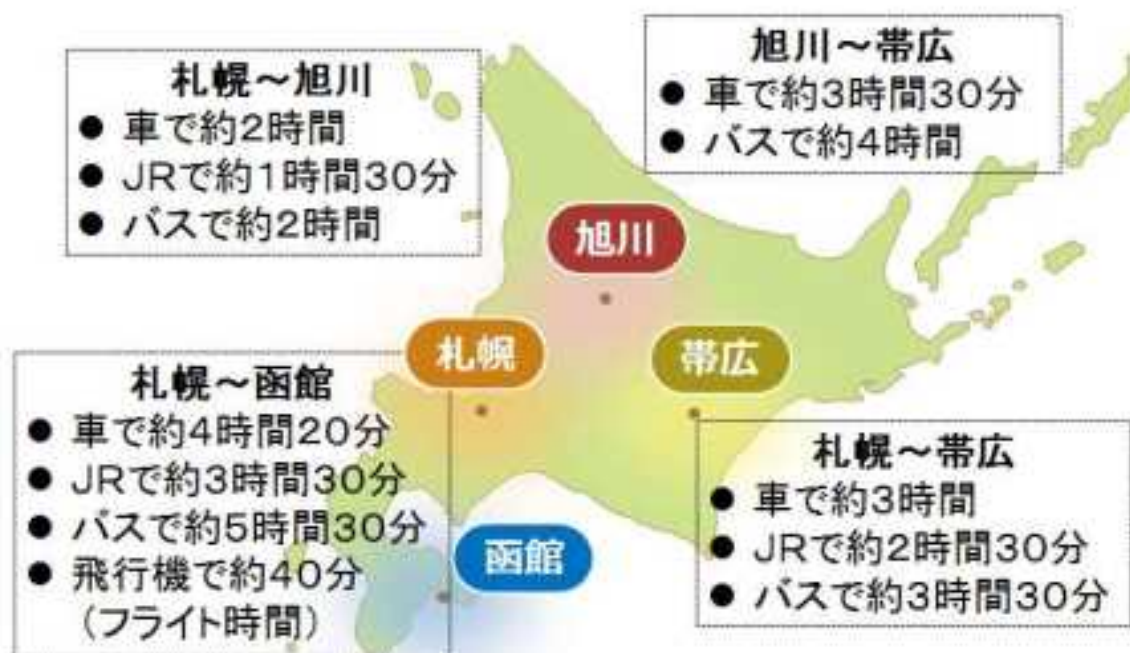 札幌～旭川
● 車で約2時間
● JRで約1時間30分
● バスで約2時間
旭川～帯広
● 車で約3時間30分
● バスで約4時間
旭川
札幌
帯広
札幌～函館
● 車で約4時間20分
● JRで約3時間30分
● バスで約5時間30分
● 飛行機で約40分
（フライト時間）
函館
札幌～帯広
● 車で約3時間
● JRで約2時間30分
● バスで約3時間30分